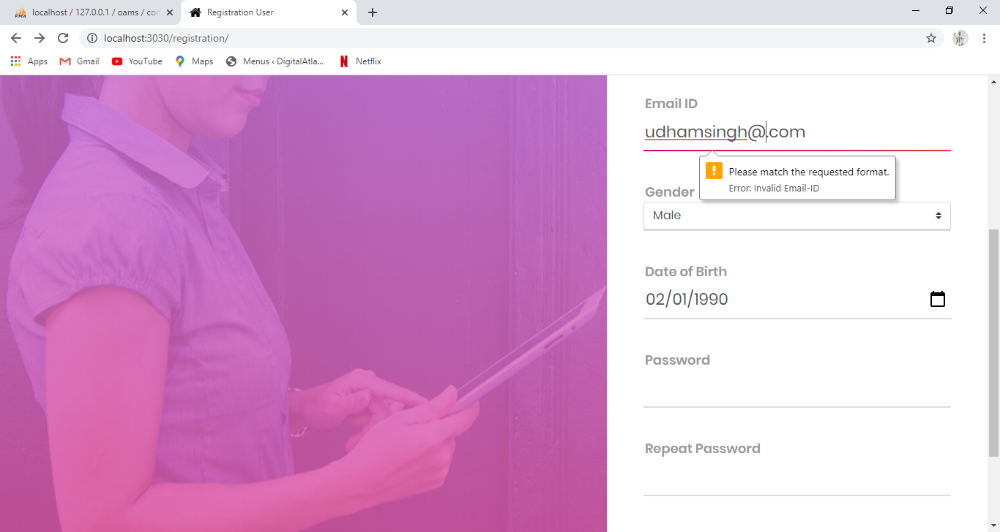 PMA localhost / 127.0.0.1 / oams / con
Registration User
localhost:3030/registration/
Apps Gmail YouTube Maps Menus ‹ DigitalAtla... Netflix
Email ID
udhamsingh@.com
Please match the requested format.
Error: Invalid Email-ID
Gender
Male
Date of Birth
02/01/1990
Password
Repeat Password